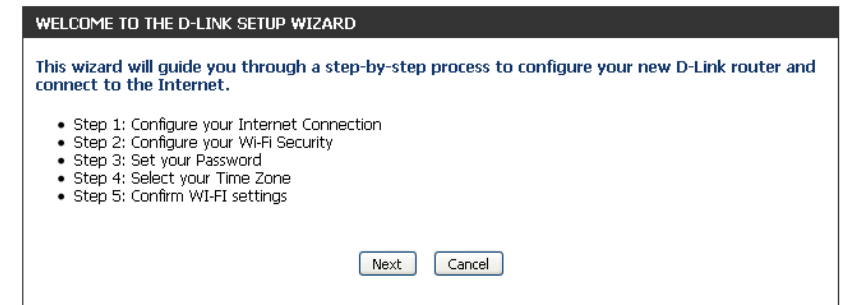 WELCOME TO THE D-LINK SETUP WIZARD
This wizard will guide you through a step-by-step process to configure your new D-Link router and
connect to the Internet.
• Step 1: Configure your Internet Connection
• Step 2: Configure your Wi-Fi Security
• Step 3: Set your Password
• Step 4: Select your Time Zone
• Step 5: Confirm WI-FI settings
Next Cancel